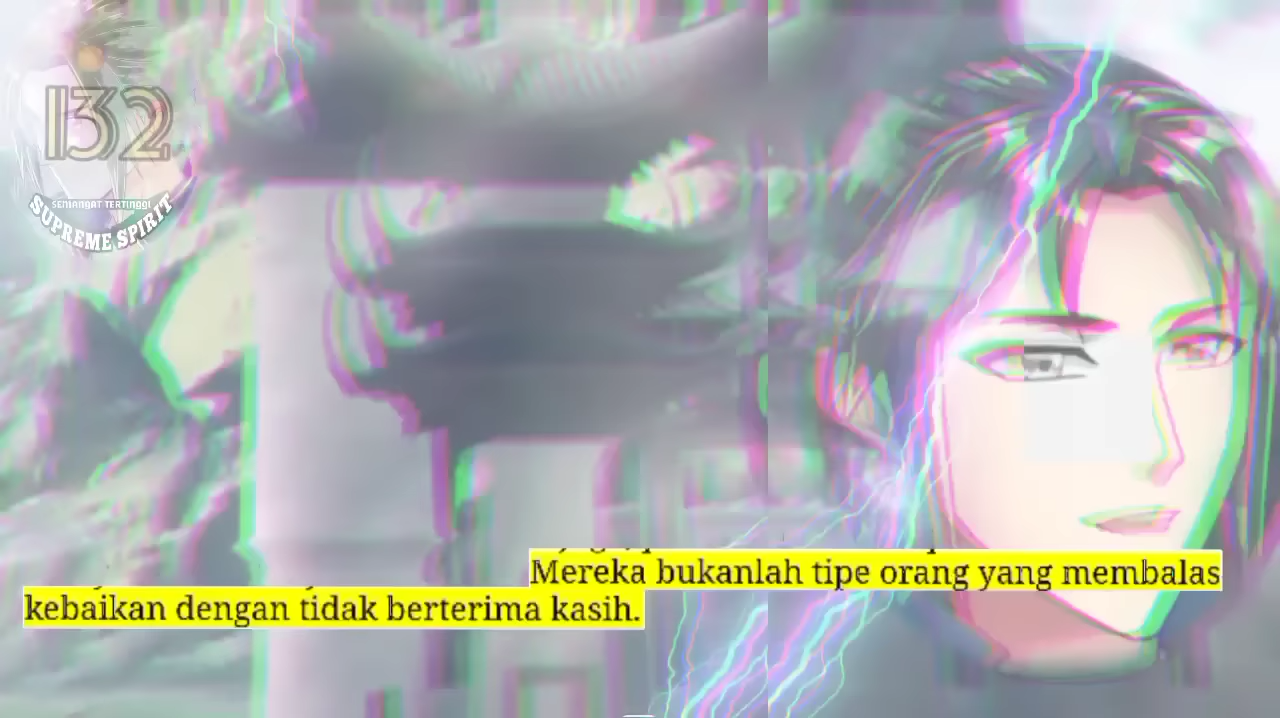 132
SEMANGAT TERTINGGI
SUPREME SPIRIT
Mereka bukanlah tipe orang yang membalas
kebaikan dengan tidak berterima kasih.